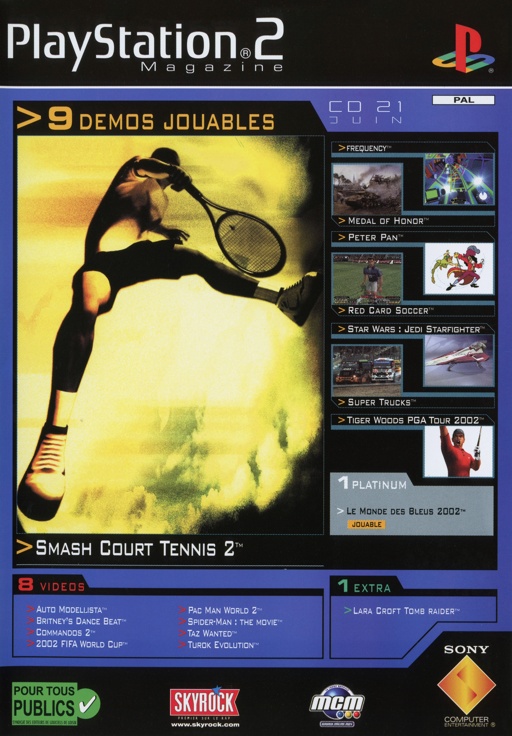 PlayStation®2
Magazine
PAL
>9 DEMOS JOUABLES
CD 21
JUIN
>FREQUENCY™
>MEDAL OF HONOR™
>PETER PAN™
>RED CARD SOCCER™
>STAR WARS : JEDI STARFIGHTER™
>SUPER TRUCKS™
>TIGER WOODS PGA TOUR 2002™
1 PLATINUM
>LE MONDE DES BLEUS 2002™
JOUABLE
>SMASH COURT TENNIS 2™
8 VIDEOS
>AUTO MODELLISTA™
>BRITNEY'S DANCE BEAT™
>COMMANDOS 2™
>2002 FIFA WORLD CUP™
>PAC MAN WORLD 2™
>SPIDER-MAN : THE MOVIE™
>TAZ WANTED™
>TUROK EVOLUTION™
1 EXTRA
>LARA CROFT TOMB RAIDER™
POUR TOUS
PUBLICS
SKYROCK
PREMIER SUR LE RAP
www.skyrock.com
mcm
SONY
COMPUTER
ENTERTAINMENT®